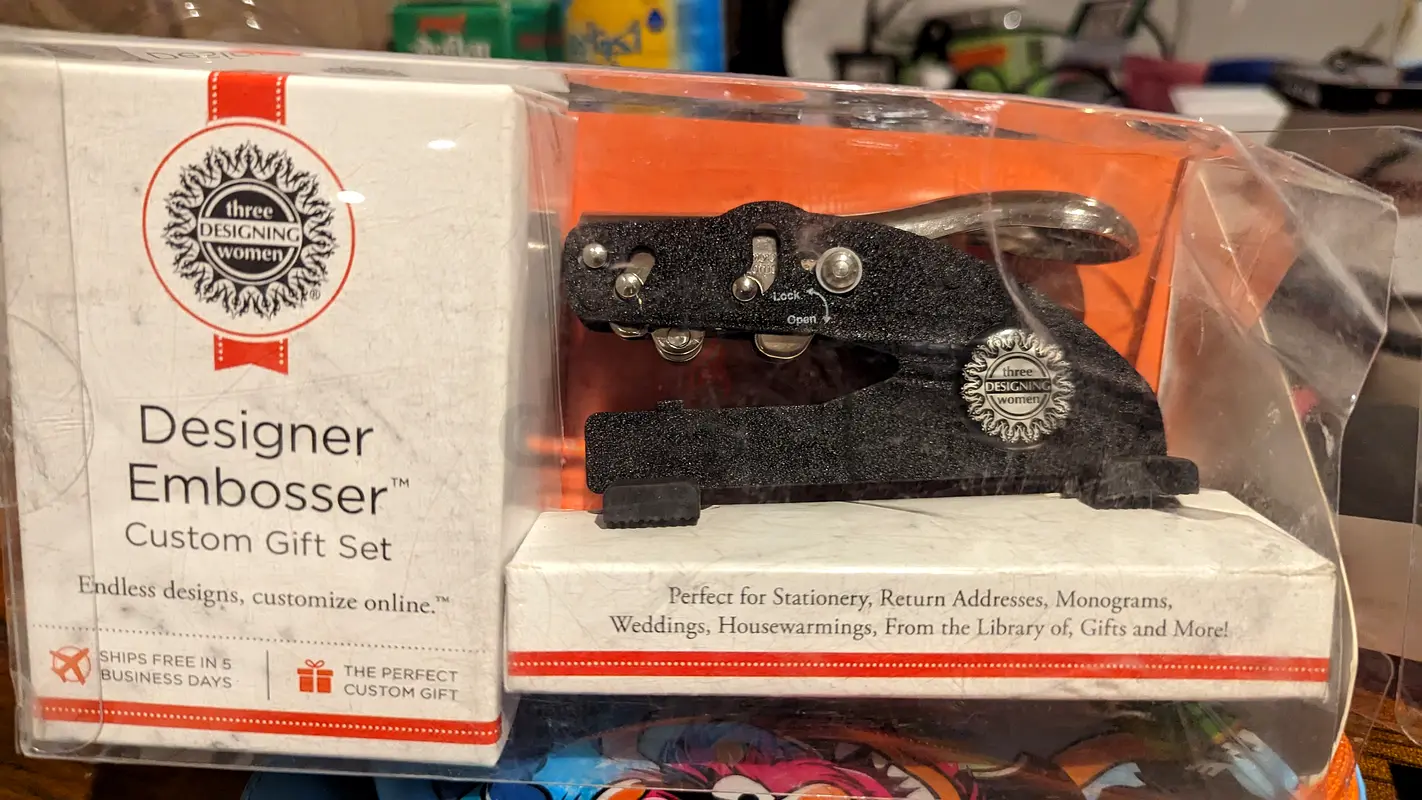 three
DESIGNING
women
®
Designer
Embosser™
Custom Gift Set
Endless designs, customize online.™
SHIPS FREE IN 5
BUSINESS DAYS
THE PERFECT
CUSTOM GIFT
Lock
Open
three
DESIGNING
women
Perfect for Stationery, Return Addresses, Monograms,
Weddings, Housewarmings, From the Library of, Gifts and More!